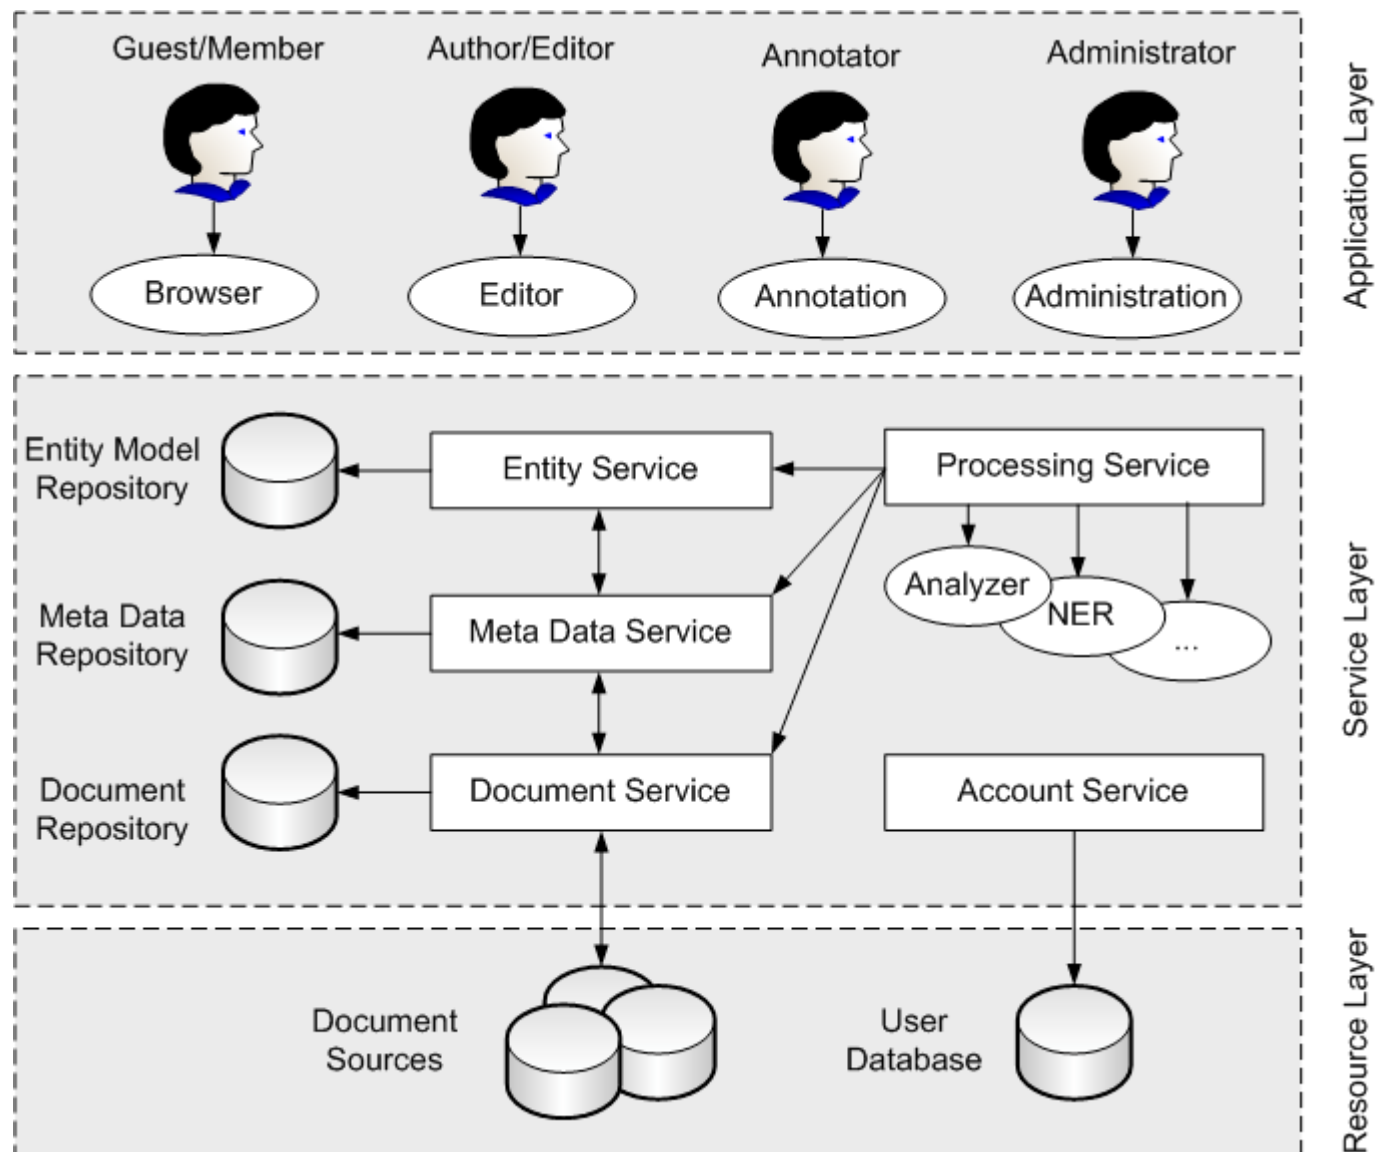 Guest/Member
Author/Editor
Annotator
Administrator
Browser
Editor
Annotation
Administration
Application Layer
Entity Model
Repository
Entity Service
Processing Service
Analyzer
NER
...
Meta Data
Repository
Meta Data Service
Document
Repository
Document Service
Account Service
Service Layer
Document
Sources
User
Database
Resource Layer